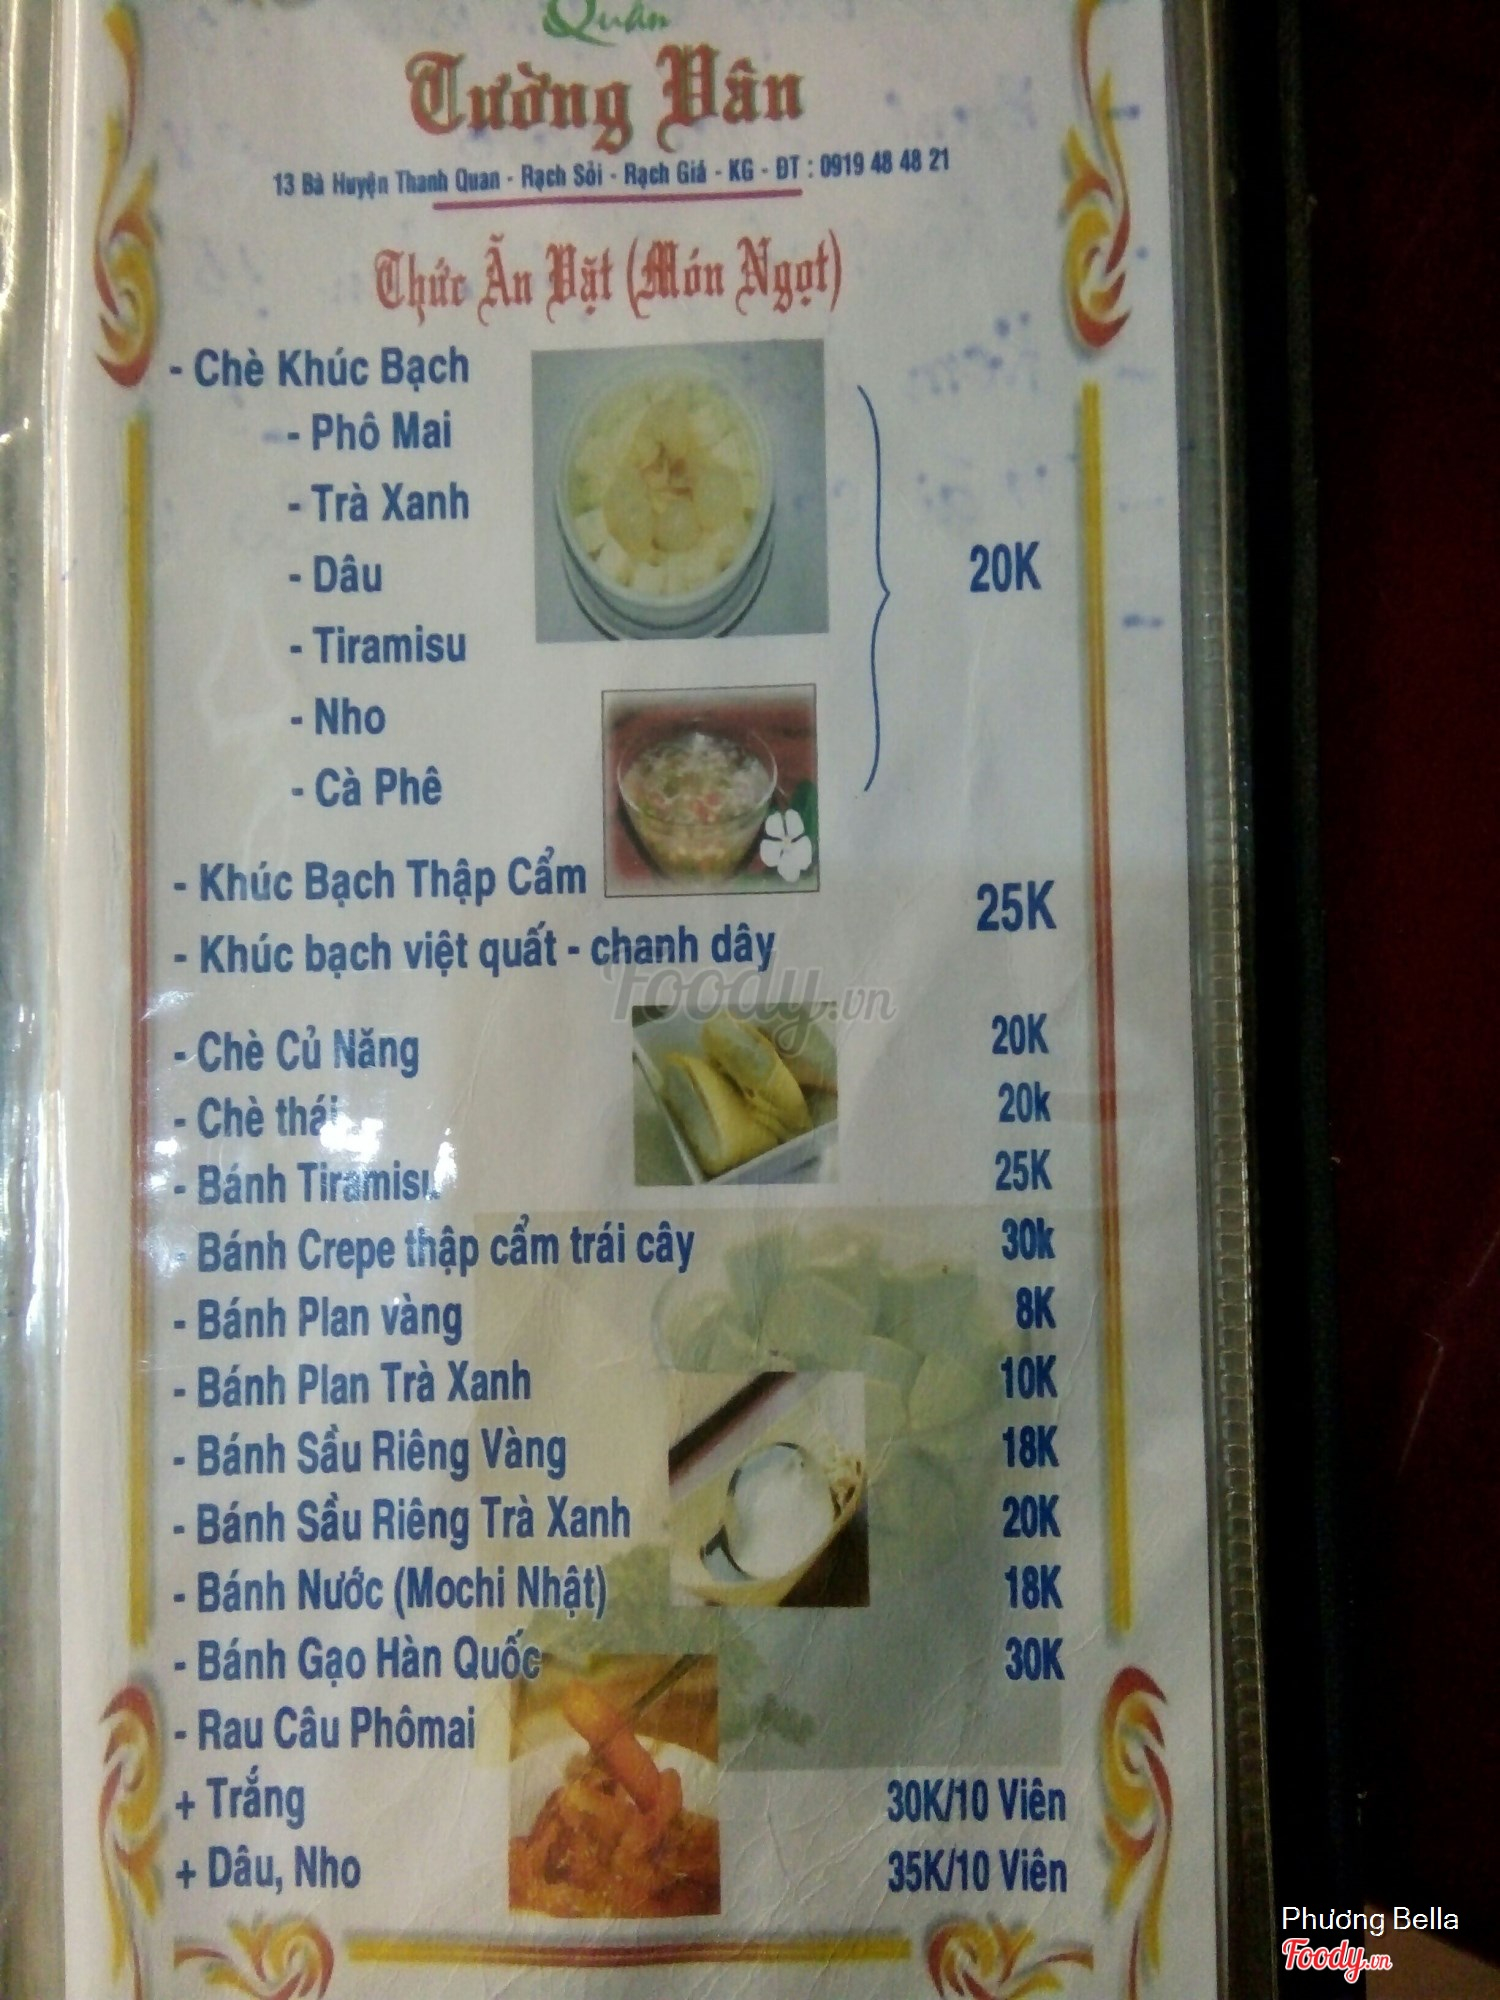 Quán
Tường Vân
13 Bà Huyện Thanh Quan - Rạch Sỏi - Rạch Giá - KG - ĐT : 0919 48 48 21
Thức Ăn Vặt (Món Ngọt)
- Chè Khúc Bạch
- Phô Mai
- Trà Xanh
- Dâu
20K
- Tiramisu
- Nho
- Cà Phê
- Khúc Bạch Thập Cẩm
25K
- Khúc bạch việt quất - chanh dây
Foody.vn
- Chè Củ Năng 20K
- Chè thái 20k
- Bánh Tiramisu 25K
- Bánh Crepe thập cẩm trái cây 30k
- Bánh Plan vàng 8K
- Bánh Plan Trà Xanh 10K
- Bánh Sầu Riêng Vàng 18K
- Bánh Sầu Riêng Trà Xanh 20K
- Bánh Nước (Mochi Nhật) 18K
- Bánh Gạo Hàn Quốc 30K
- Rau Câu Phômai
+ Trắng 30K/10 Viên
+ Dâu, Nho 35K/10 Viên
Phương Bella
Foody.vn